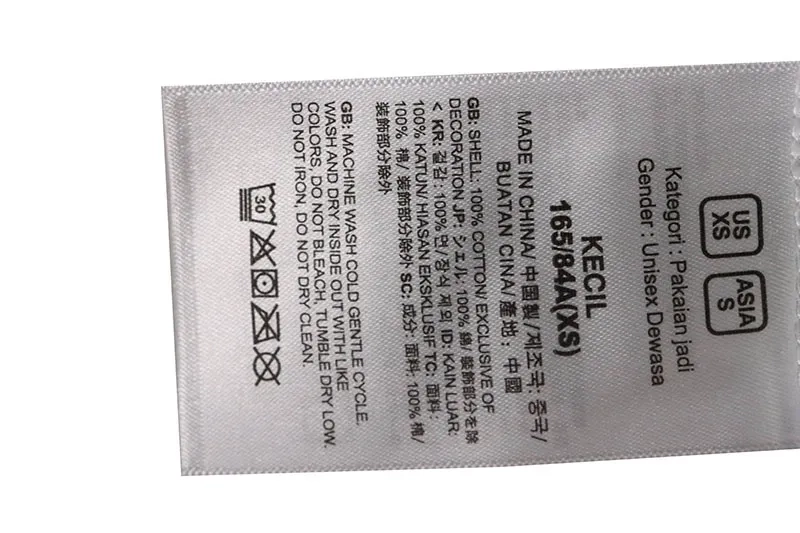 US
XS
ASIA
S
Kategori : Pakaian jadi
Gender : Unisex Dewasa
KECIL
165/84A(XS)
MADE IN CHINA/ 中國製 /제조국: 중국/
BUATAN CINA/產地: 中國
GB: SHELL: 100% COTTON/ EXCLUSIVE OF
DECORATION JP: シェル: 100% 綿/ 装飾部分を除
< KR: 겉감 : 100% 면/ 장식 제외 ID: KAIN LUAR:
100% KATUN/ HIASAN EKSKLUSIF TC: 面料:
100% 棉/ 裝飾部分除外 SC: 成分: 面料: 100% 棉/
装飾部分除外
GB: MACHINE WASH COLD GENTLE CYCLE.
WASH AND DRY INSIDE OUT WITH LIKE
COLORS, DO NOT BLEACH, TUMBLE DRY LOW.
DO NOT IRON, DO NOT DRY CLEAN.
30